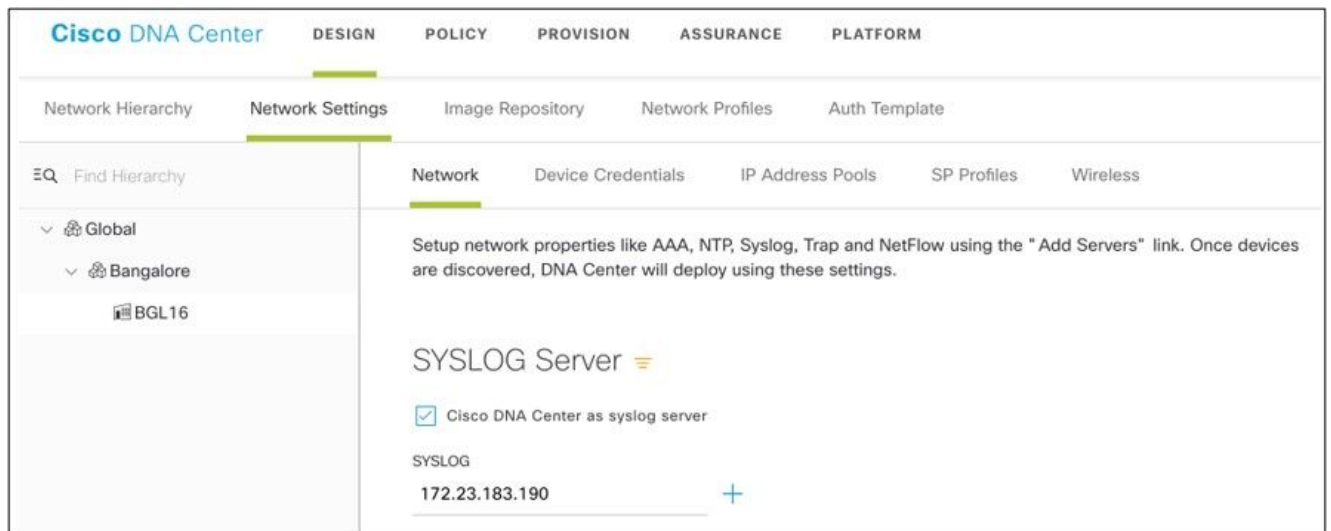 Cisco DNA Center DESIGN POLICY PROVISION ASSURANCE PLATFORM
Network Hierarchy Network Settings Image Repository Network Profiles Auth Template
Find Hierarchy
Global
Bangalore
BGL16
Network Device Credentials IP Address Pools SP Profiles Wireless
Setup network properties like AAA, NTP, Syslog, Trap and NetFlow using the "Add Servers" link. Once devices
are discovered, DNA Center will deploy using these settings.
SYSLOG Server
Cisco DNA Center as syslog server
SYSLOG
172.23.183.190